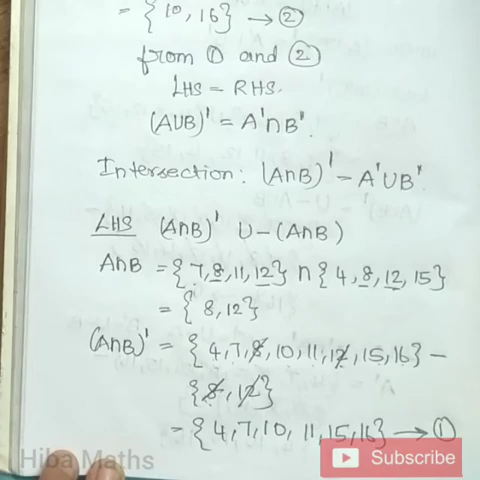 = {10, 16} → ②
from ① and ②
LHS = RHS.
(AUB)' = A'∩B'.
Intersection: (A∩B)' = A'UB'.
LHS (A∩B)' U-(A∩B)
A∩B = {7,8,11,12} ∩ {4,8,12,15}
= {8,12}
(A∩B)' = {4,7,8,10,11,12,15,16} -
{8,12}
= {4,7,10,11,15,16} → ①
Hiba Maths
Subscribe